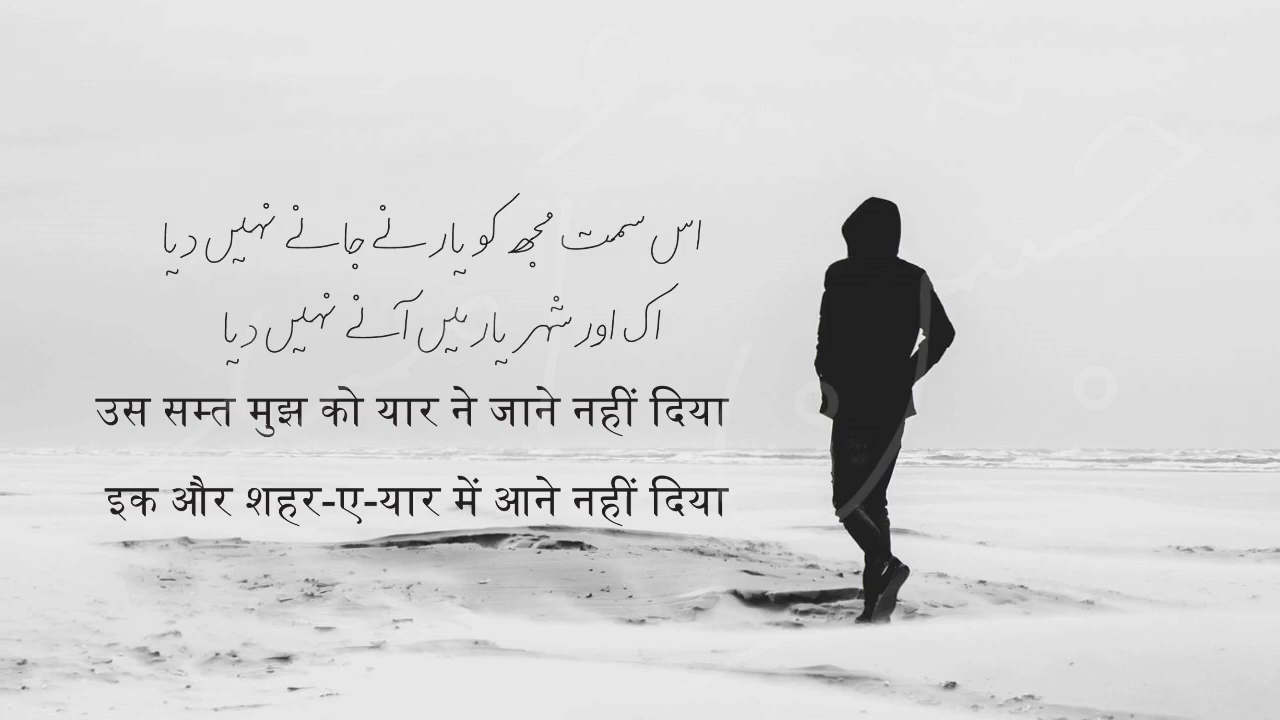 اس سمت مجھ کو یار نے جانے نہیں دیا
اک اور شہر یار میں آنے نہیں دیا
उस सम्त मुझ को यार ने जाने नहीं दिया
इक और शहर-ए-यार में आने नहीं दिया